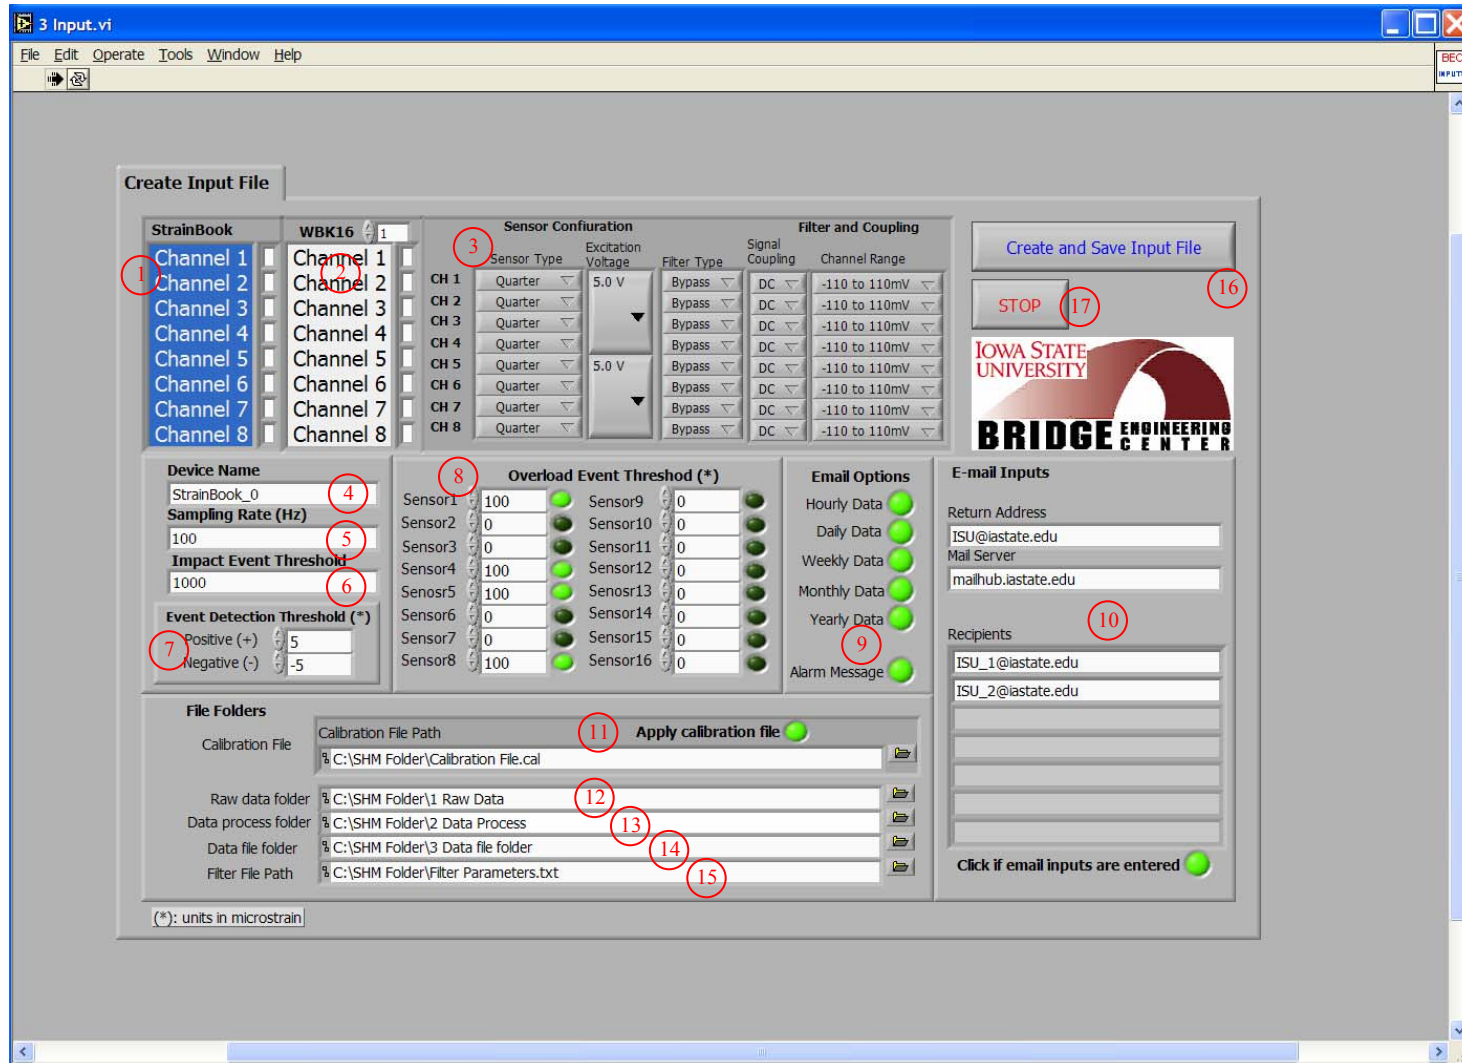 3 Input.vi
File Edit Operate Tools Window Help
BEC
INPUT
Create Input File
StrainBook
WBK16 1
Sensor Confiuration
Filter and Coupling
Sensor Type
Excitation Voltage
Filter Type
Signal Coupling
Channel Range
1
2
3
Channel 1
Channel 2
Channel 3
Channel 4
Channel 5
Channel 6
Channel 7
Channel 8
Channel 1
Channel 2
Channel 3
Channel 4
Channel 5
Channel 6
Channel 7
Channel 8
CH 1 Quarter 5.0 V Bypass DC -110 to 110mV
CH 2 Quarter Bypass DC -110 to 110mV
CH 3 Quarter Bypass DC -110 to 110mV
CH 4 Quarter Bypass DC -110 to 110mV
CH 5 Quarter 5.0 V Bypass DC -110 to 110mV
CH 6 Quarter Bypass DC -110 to 110mV
CH 7 Quarter Bypass DC -110 to 110mV
CH 8 Quarter Bypass DC -110 to 110mV
Create and Save Input File
16
STOP 17
IOWA STATE
UNIVERSITY
BRIDGE ENGINEERING
CENTER
Device Name
StrainBook_0 4
Sampling Rate (Hz)
100 5
Impact Event Threshold
1000 6
Event Detection Threshold (*)
7
Positive (+) 5
Negative (-) -5
8 Overload Event Threshod (*)
Sensor1 100 Sensor9 0
Sensor2 0 Sensor10 0
Sensor3 0 Sensor11 0
Sensor4 100 Sensor12 0
Senosr5 100 Sensr13 0
Sensor6 0 Sensor14 0
Sensor7 0 Sensor15 0
Sensor8 100 Sensor16 0
Email Options
Hourly Data
Daily Data
Weekly Data
Monthly Data
Yearly Data
9
Alarm Message
E-mail Inputs
Return Address
ISU@iastate.edu
Mail Server
mailhub.iastate.edu
10
Recipients
ISU_1@iastate.edu
ISU_2@iastate.edu
Click if email inputs are entered
File Folders
Calibration File
Calibration File Path 11 Apply calibration file
C:\SHM Folder\Calibration File.cal
Raw data folder C:\SHM Folder\1 Raw Data 12
Data process folder C:\SHM Folder\2 Data Process 13
Data file folder C:\SHM Folder\3 Data file folder 14
Filter File Path C:\SHM Folder\Filter Parameters.txt 15
(*): units in microstrain